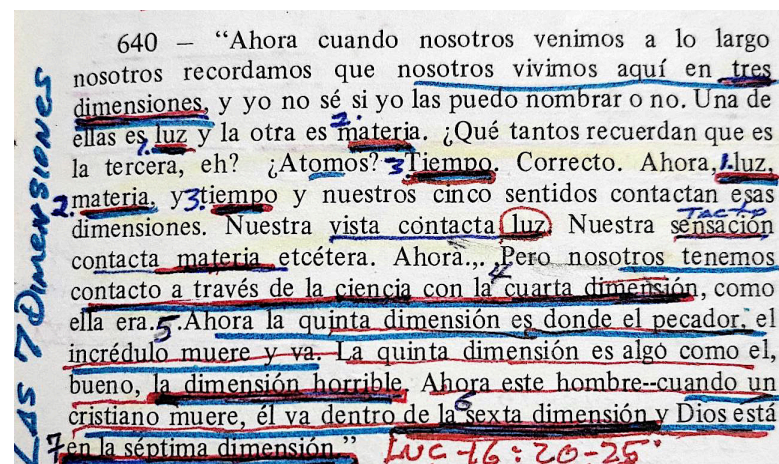 LAS 7 DIMENSIONES
640 — “Ahora cuando nosotros venimos a lo largo
nosotros recordamos que nosotros vivimos aquí en tres
dimensiones, y yo no sé si yo las puedo nombrar o no. Una de
ellas es 1. luz y la otra es 2. materia. ¿Qué tantos recuerdan que es
la tercera, eh? ¿Atomos? 3 Tiempo. Correcto. Ahora. 1. luz,
2. materia. y 3. tiempo y nuestros cinco sentidos contactan esas
dimensiones. Nuestra vista contacta luz. Nuestra sensación
TACTO
contacta materia etcétera. Ahora.,. Pero nosotros tenemos
contacto a través de la ciencia con la 4 cuarta dimensión, como
ella era. 5. Ahora la quinta dimensión es donde el pecador, el
incrédulo muere y va. La quinta dimensión es algo como el,
bueno, la dimensión horrible. Ahora este hombre--cuando un
cristiano muere, él va dentro de la 6 sexta dimensión y Dios está
7 en la séptima dimensión.”
LUC-16:20-25